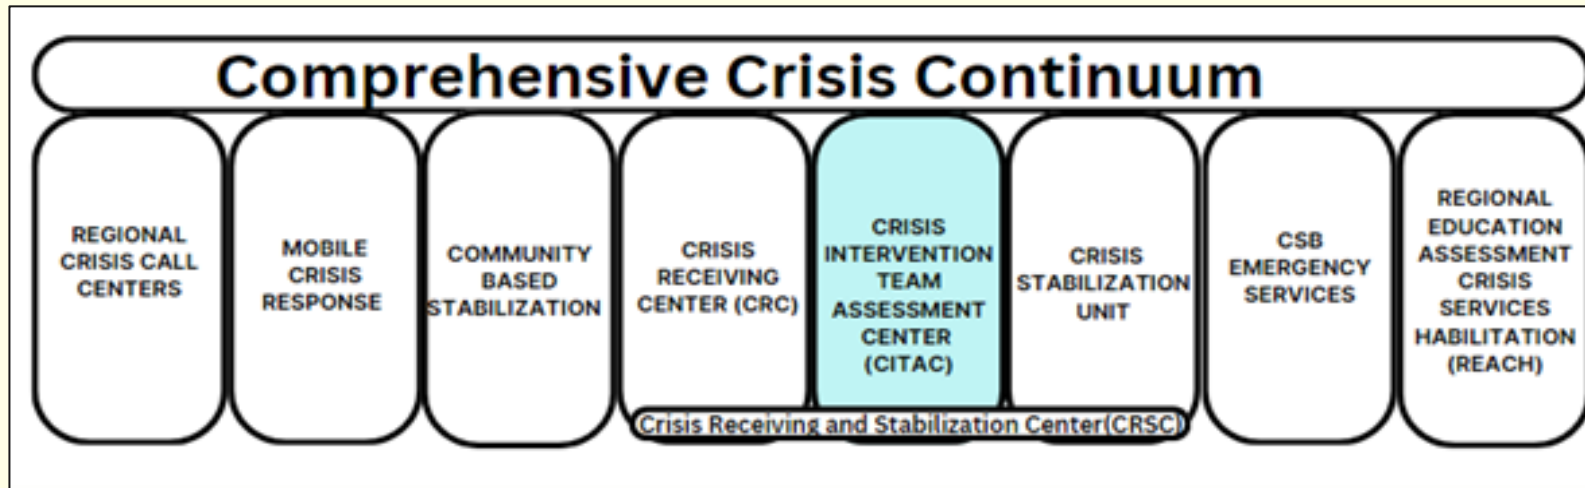 Comprehensive Crisis Continuum
REGIONAL
CRISIS CALL
CENTERS
MOBILE
CRISIS
RESPONSE
COMMUNITY
BASED
STABILIZATION
CRISIS
RECEIVING
CENTER (CRC)
CRISIS
INTERVENTION
TEAM
ASSESSMENT
CENTER
(CITAC)
CRISIS
STABILIZATION
UNIT
CSB
EMERGENCY
SERVICES
REGIONAL
EDUCATION
ASSESSMENT
CRISIS
SERVICES
HABILITATION
(REACH)
Crisis Receiving and Stabilization Center(CRSC)